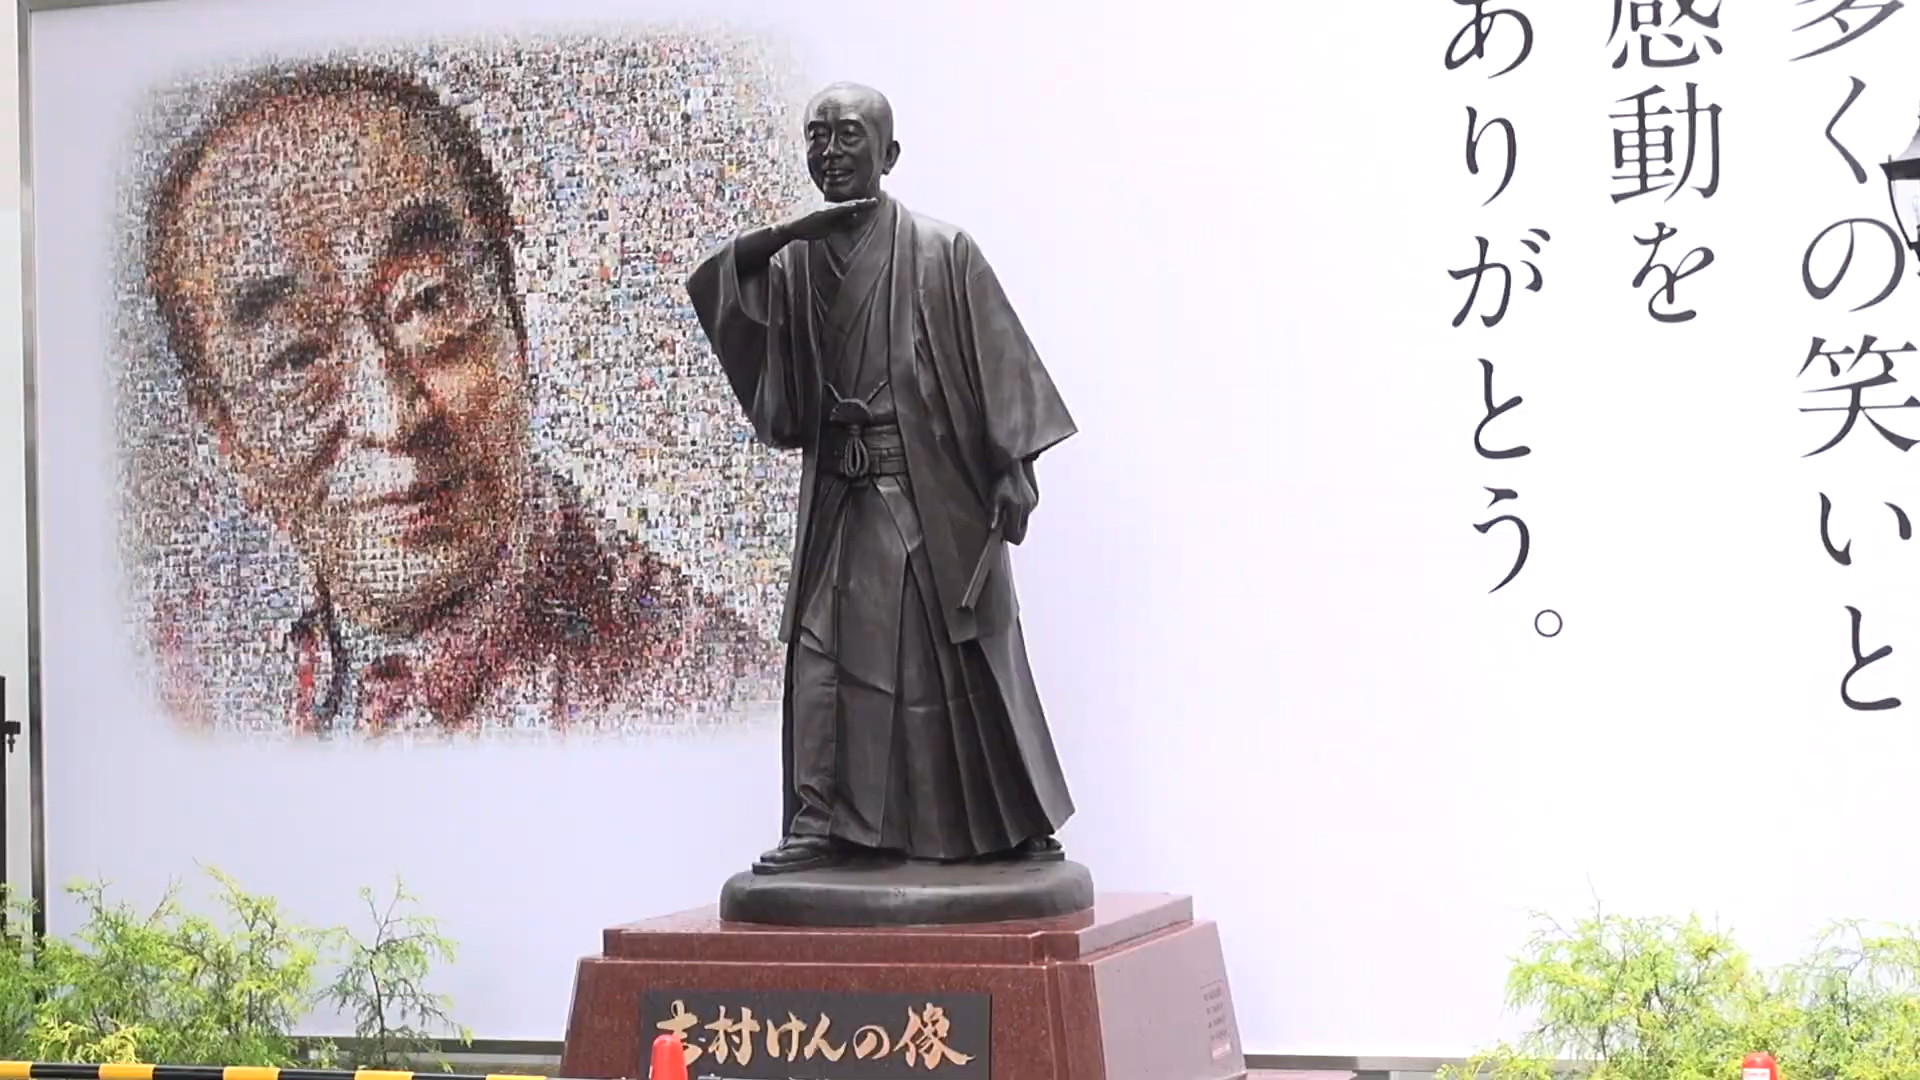 多くの笑いと
感動を
ありがとう。
志村けんの像